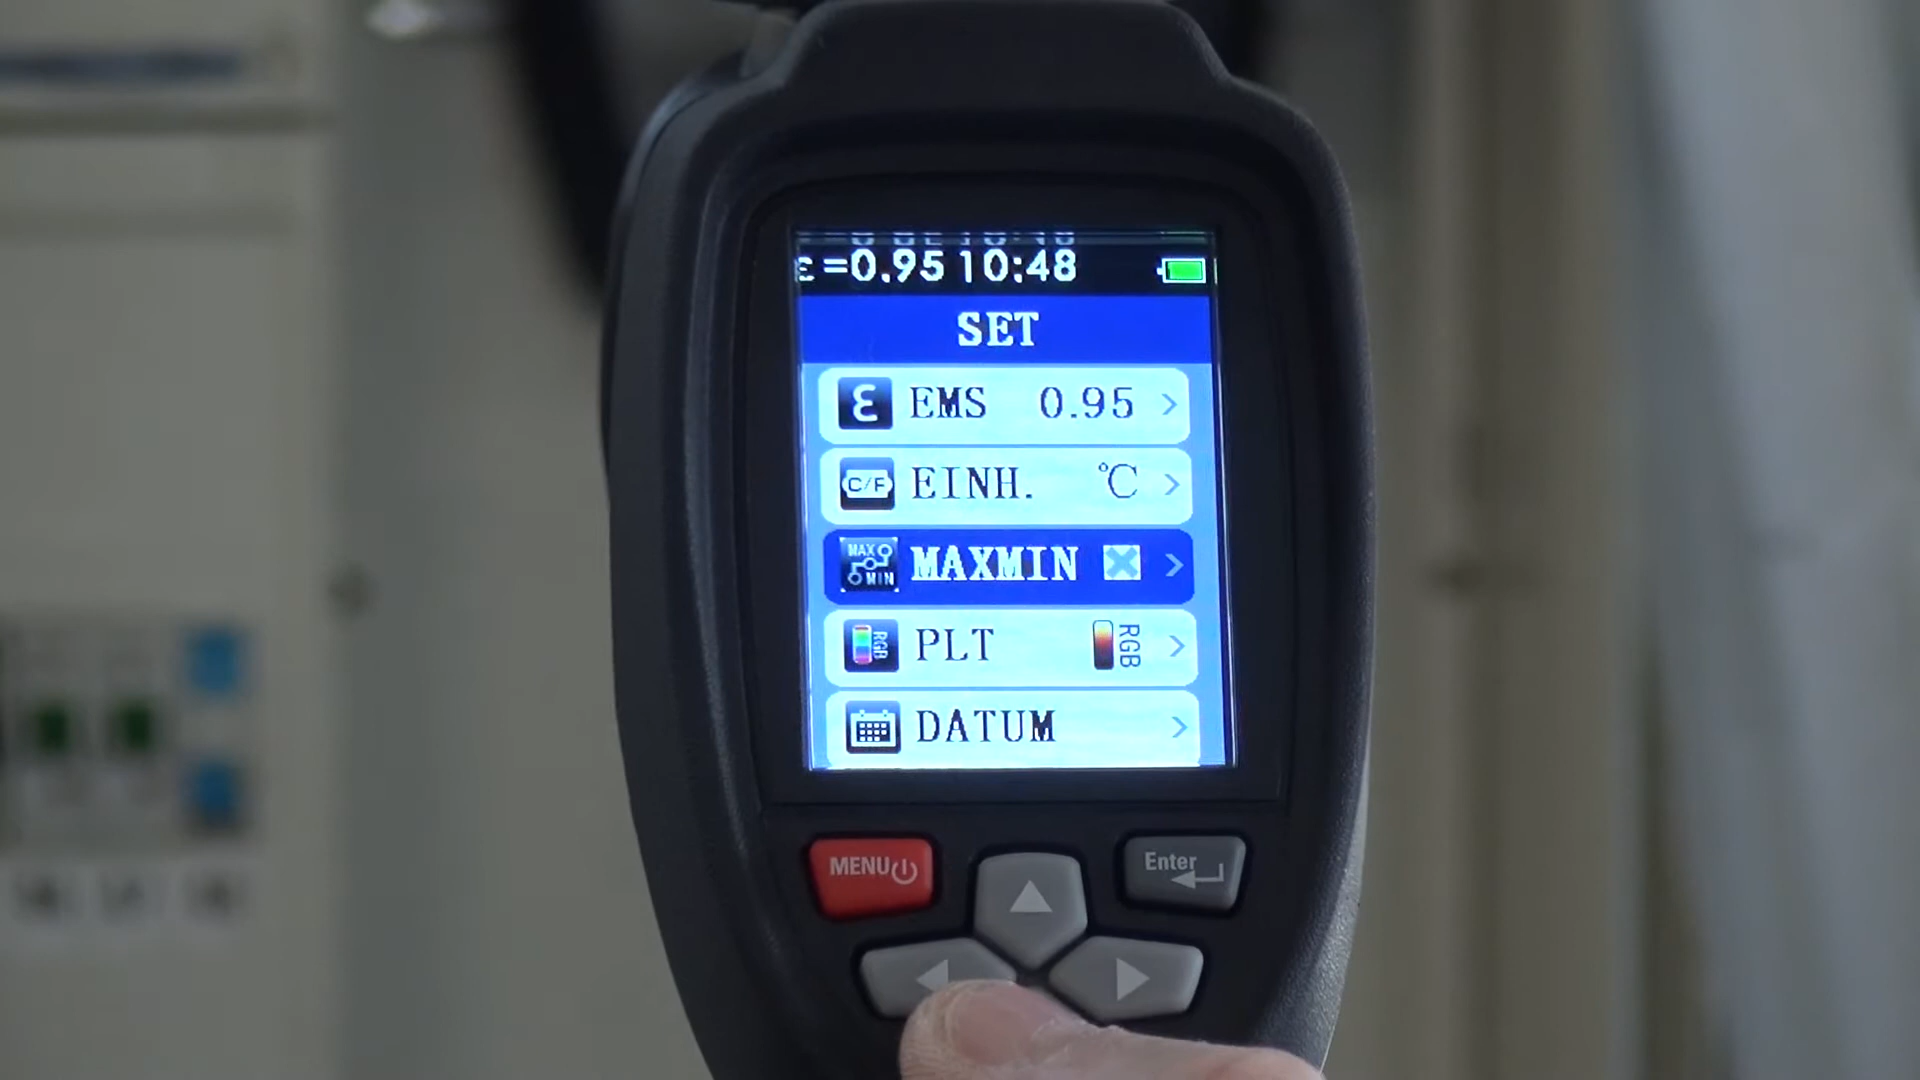 ε=0.95 10:48
SET
ε EMS 0.95 >
C/F EINH. °C >
MAX MIN MAXMIN >
RGB PLT RGB >
DATUM >
MENU
Enter